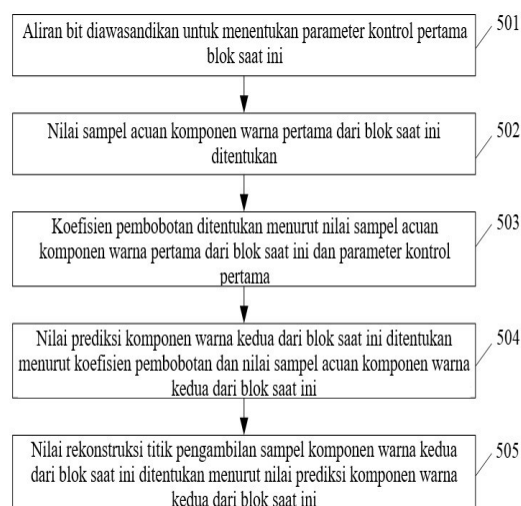 Aliran bit diawasandikan untuk menentukan parameter kontrol pertama
blok saat ini
501
Nilai sampel acuan komponen warna pertama dari blok saat ini
ditentukan
502
Koefisien pembobotan ditentukan menurut nilai sampel acuan
komponen warna pertama dari blok saat ini dan parameter kontrol
pertama
503
Nilai prediksi komponen warna kedua dari blok saat ini ditentukan
menurut koefisien pembobotan dan nilai sampel acuan komponen warna
kedua dari blok saat ini
504
Nilai rekonstruksi titik pengambilan sampel komponen warna kedua
dari blok saat ini ditentukan menurut nilai prediksi komponen warna
kedua dari blok saat ini
505